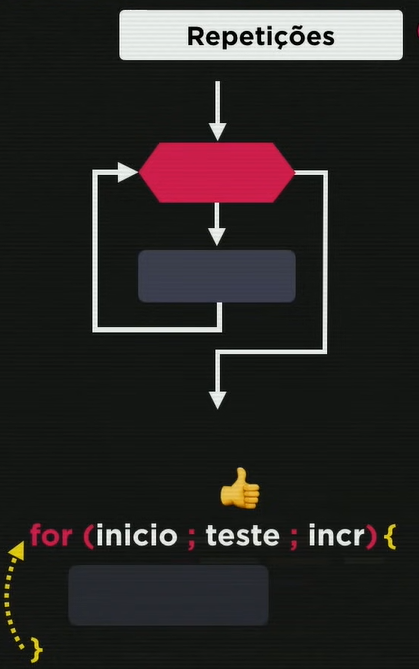 Repetições
for (inicio ; teste ; incr) {
}